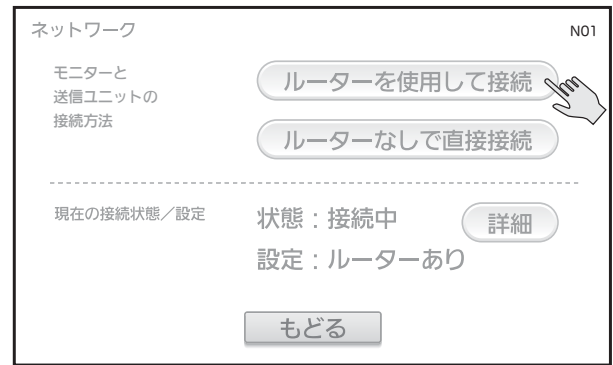 ネットワーク
N01
モニターと
送信ユニットの
接続方法
ルーターを使用して接続
ルーターなしで直接接続
現在の接続状態／設定
状態：接続中
詳細
設定：ルーターあり
もどる